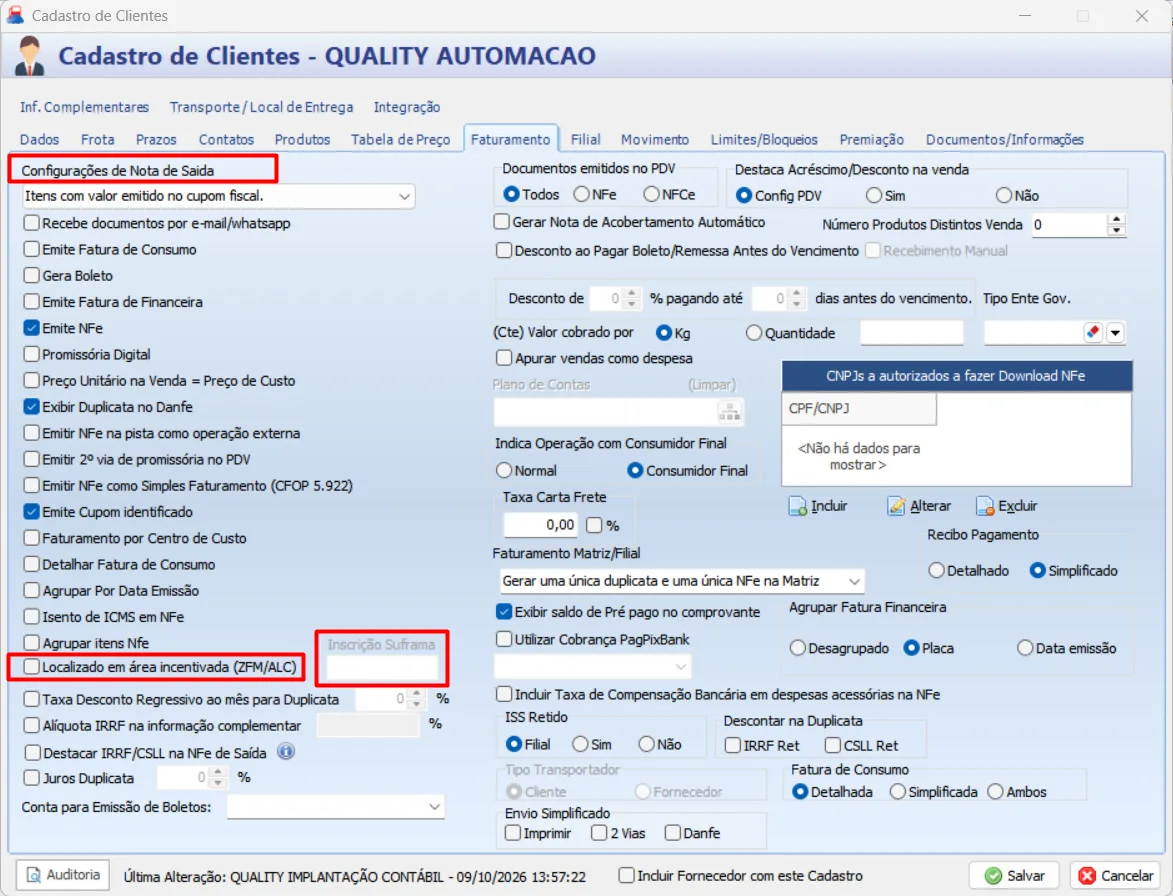 Cadastro de Clientes
Cadastro de Clientes - QUALITY AUTOMACAO
Inf. Complementares Transporte / Local de Entrega Integração
Dados Frota Prazos Contatos Produtos Tabela de Preço Faturamento Filial Movimento Limites/Bloqueios Premiação Documentos/Informações
Configurações de Nota de Saida
Itens com valor emitido no cupom fiscal.
Recebe documentos por e-mail/whatsapp
Emite Fatura de Consumo
Gera Boleto
Emite Fatura de Financeira
Emite NFe
Promissória Digital
Preço Unitário na Venda = Preço de Custo
Exibir Duplicata no Danfe
Emitir NFe na pista como operação externa
Emitir 2º via de promissória no PDV
Emitir NFe como Simples Faturamento (CFOP 5.922)
Emite Cupom identificado
Faturamento por Centro de Custo
Detalhar Fatura de Consumo
Agrupar Por Data Emissão
Isento de ICMS em NFe
Agrupar itens Nfe
Inscrição Suframa
Localizado em área incentivada (ZFM/ALC)
Taxa Desconto Regressivo ao mês para Duplicata 0 %
Alíquota IRRF na informação complementar %
Destacar IRRF/CSLL na NFe de Saída
Juros Duplicata 0 %
Conta para Emissão de Boletos:
Documentos emitidos no PDV
Todos NFe NFCe
Destaca Acréscimo/Desconto na venda
Config PDV Sim Não
Gerar Nota de Acobertamento Automático
Número Produtos Distintos Venda 0
Desconto ao Pagar Boleto/Remessa Antes do Vencimento Recebimento Manual
Desconto de 0 % pagando até 0 dias antes do vencimento. Tipo Ente Gov.
(Cte) Valor cobrado por Kg Quantidade
Apurar vendas como despesa
Plano de Contas (Limpar)
CNPJs a autorizados a fazer Download NFe
CPF/CNPJ
<Não há dados para
mostrar>
Incluir Alterar Excluir
Indica Operação com Consumidor Final
Normal Consumidor Final
Taxa Carta Frete
0,00 %
Recibo Pagamento
Detalhado Simplificado
Faturamento Matriz/Filial
Gerar uma única duplicata e uma única NFe na Matriz
Exibir saldo de Pré pago no comprovante
Agrupar Fatura Financeira
Desagrupado Placa Data emissão
Utilizar Cobrança PagPixBank
Incluir Taxa de Compensação Bancária em despesas acessórias na NFe
ISS Retido
Filial Sim Não
Descontar na Duplicata
IRRF Ret CSLL Ret
Tipo Transportador
Cliente Fornecedor
Fatura de Consumo
Detalhada Simplificada Ambos
Envio Simplificado
Imprimir 2 Vias Danfe
Auditoria Última Alteração: QUALITY IMPLANTAÇÃO CONTÁBIL - 09/10/2026 13:57:22 Incluir Fornecedor com este Cadastro Salvar Cancelar